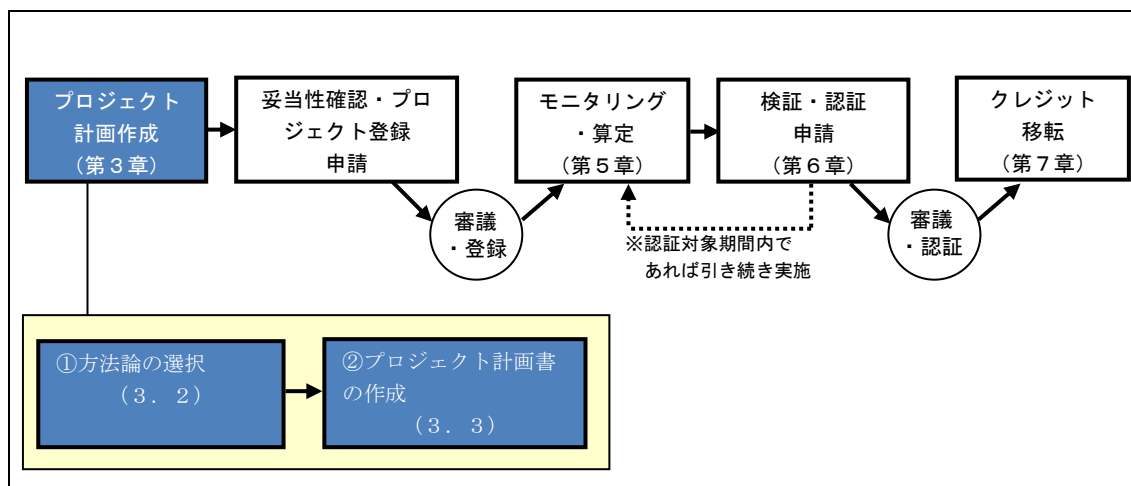 プロジェクト
計画作成
（第３章）
妥当性確認・プロ
ジェクト登録
申請
モニタリング
・算定
（第５章）
検証・認証
申請
（第６章）
クレジット
移転
（第７章）
審議
・登録
※認証対象期間内で
あれば引き続き実施
審議
・認証
①方法論の選択
（３．２）
②プロジェクト計画書
の作成
（３．３）